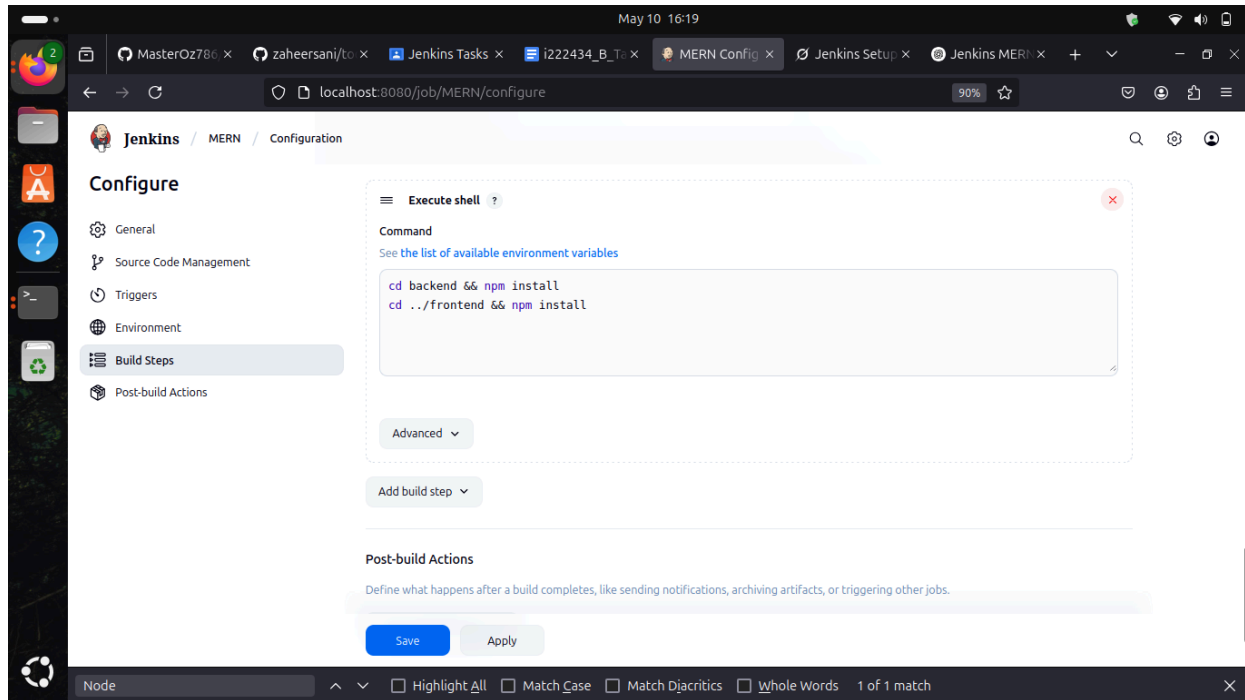 May 10 16:19
2
MasterOz786
zaheersani/to
Jenkins Tasks
i222434_B_Ta
MERN Config
Jenkins Setup
Jenkins MERN
localhost:8080/job/MERN/configure
90%
Jenkins / MERN / Configuration
Configure
General
Source Code Management
Triggers
Environment
Build Steps
Post-build Actions
Execute shell ?
Command
See the list of available environment variables
cd backend && npm install
cd ../frontend && npm install
Advanced
Add build step
Post-build Actions
Define what happens after a build completes, like sending notifications, archiving artifacts, or triggering other jobs.
Save
Apply
Node
Highlight All
Match Case
Match Diacritics
Whole Words
1 of 1 match